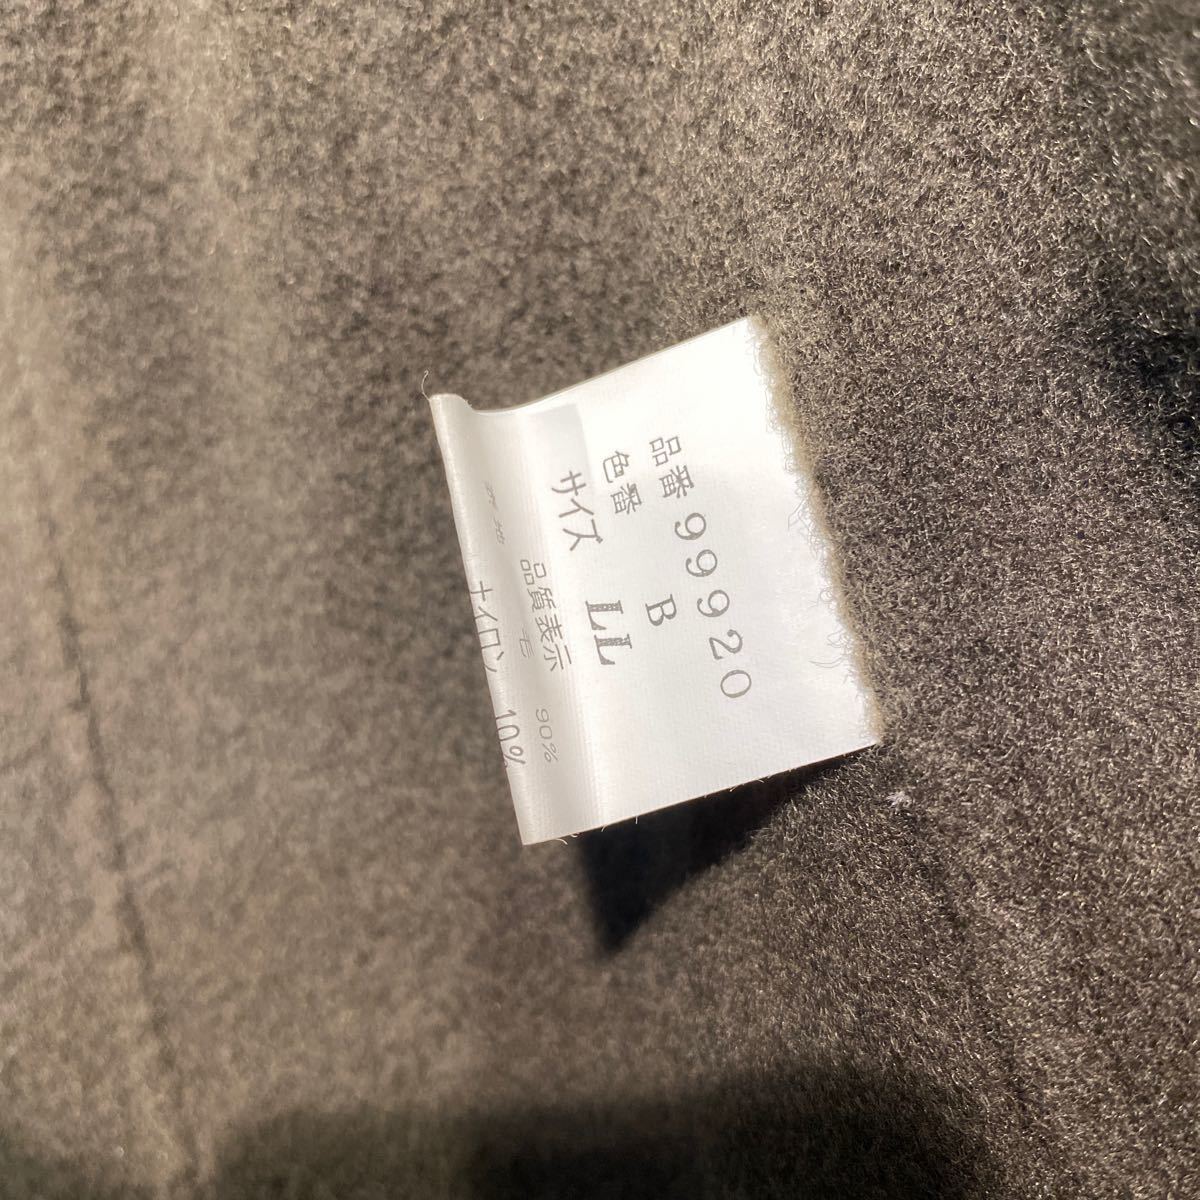 品番 99920
色番 B
サイズ LL
品質表示
毛 90%
ナイロン 10%